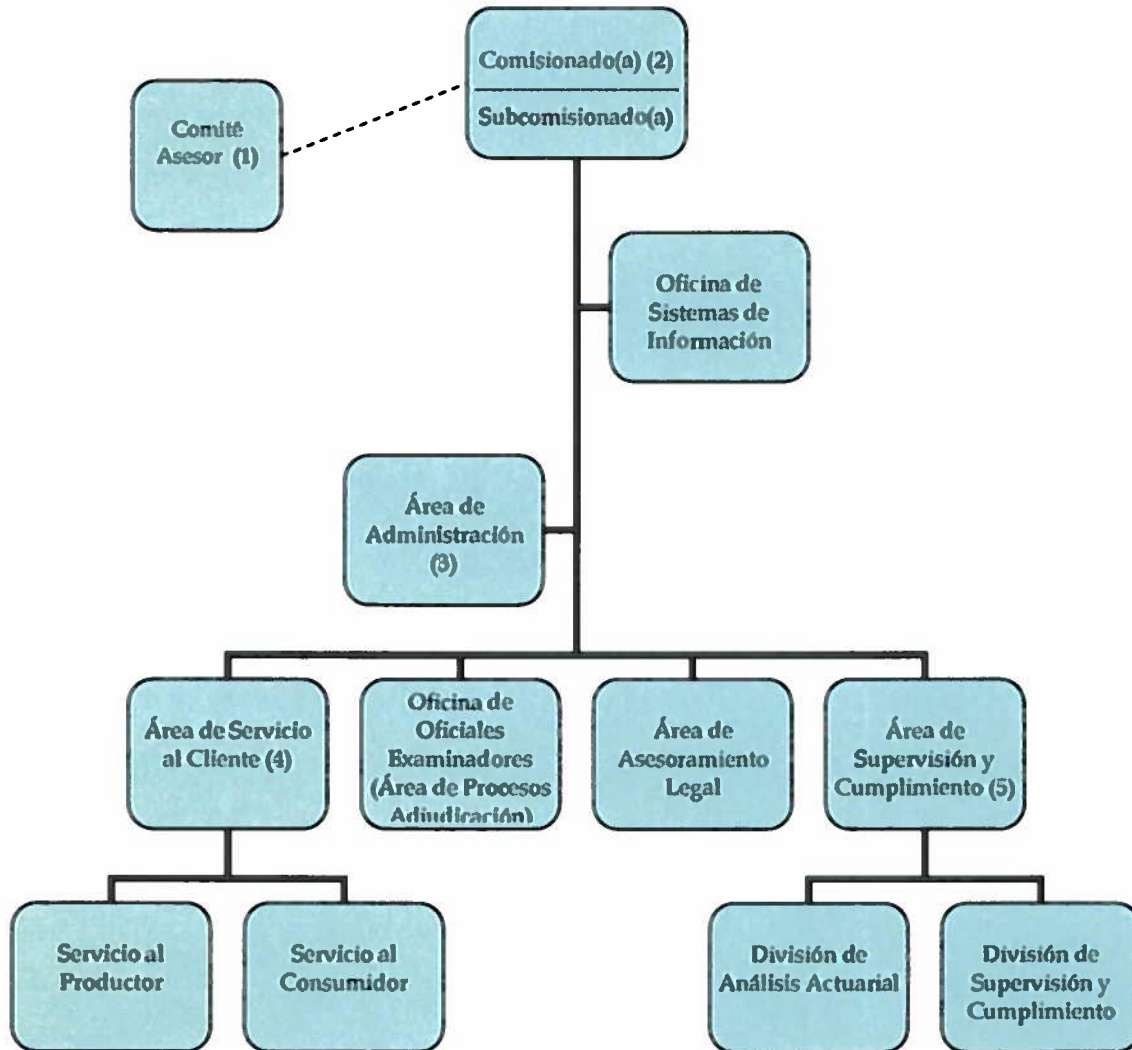 Comisionado(a) (2)
Subcomisionado(a)
Comité
Asesor (1)
Oficina de
Sistemas de
Información
Área de
Administración
(3)
Área de Servicio
al Cliente (4)
Oficina de
Oficiales
Examinadores
(Área de Procesos
Adjudicación)
Área de
Asesoramiento
Legal
Área de
Supervisión y
Cumplimiento (5)
Servicio al
Productor
Servicio al
Consumidor
División de
Análisis Actuarial
División de
Supervisión y
Cumplimiento